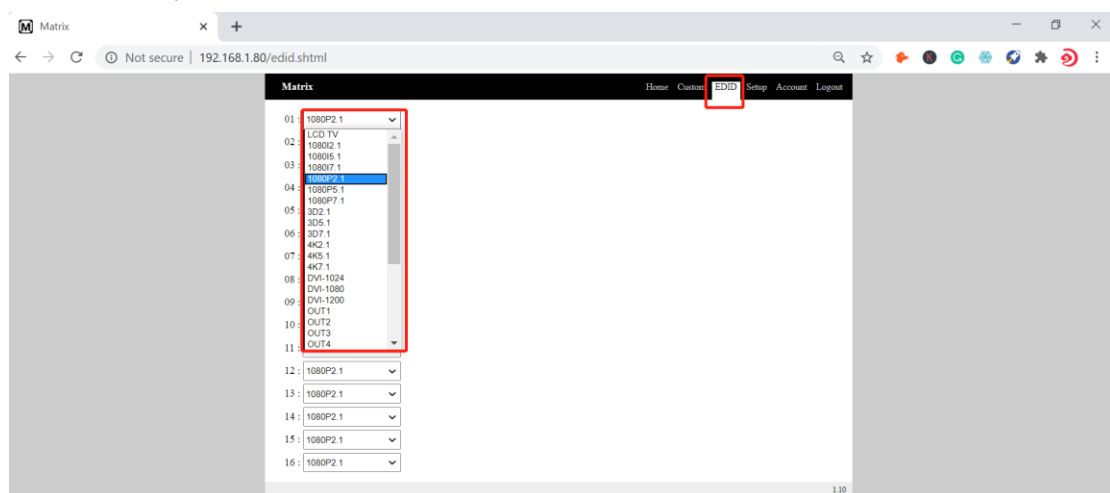 M Matrix × +
Not secure | 192.168.1.80/edid.shtml
Matrix Home Custom EDID Setup Account Logout
01 : 1080P2.1
02 :
03 :
04 :
05 :
06 :
07 :
08 :
09 :
10 :
11 :
LCD TV
1080I2.1
1080I5.1
1080I7.1
1080P2.1
1080P5.1
1080P7.1
3D2.1
3D5.1
3D7.1
4K2.1
4K5.1
4K7.1
DVI-1024
DVI-1080
DVI-1200
OUT1
OUT2
OUT3
OUT4
12 : 1080P2.1
13 : 1080P2.1
14 : 1080P2.1
15 : 1080P2.1
16 : 1080P2.1
1.10